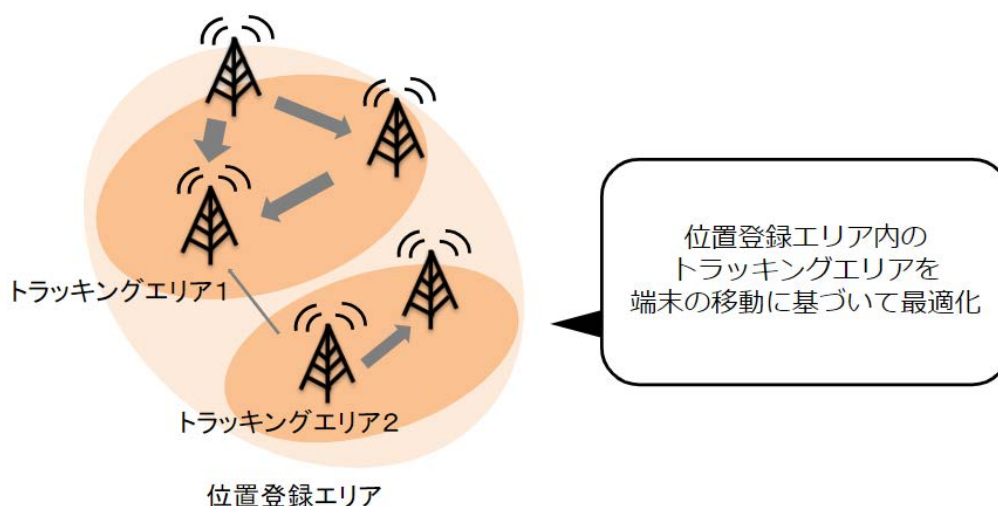 トラッキングエリア1
トラッキングエリア2
位置登録エリア
位置登録エリア内の
トラッキングエリアを
端末の移動に基づいて最適化